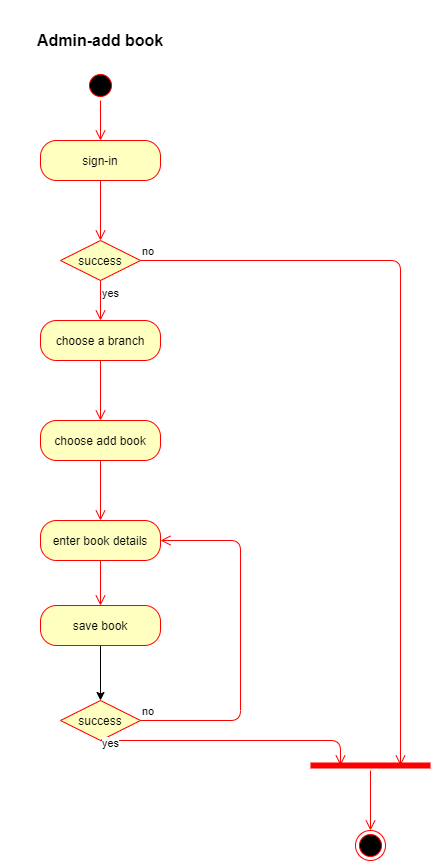 Admin-add book
sign-in
success
no
yes
choose a branch
choose add book
enter book details
save book
success
no
yes